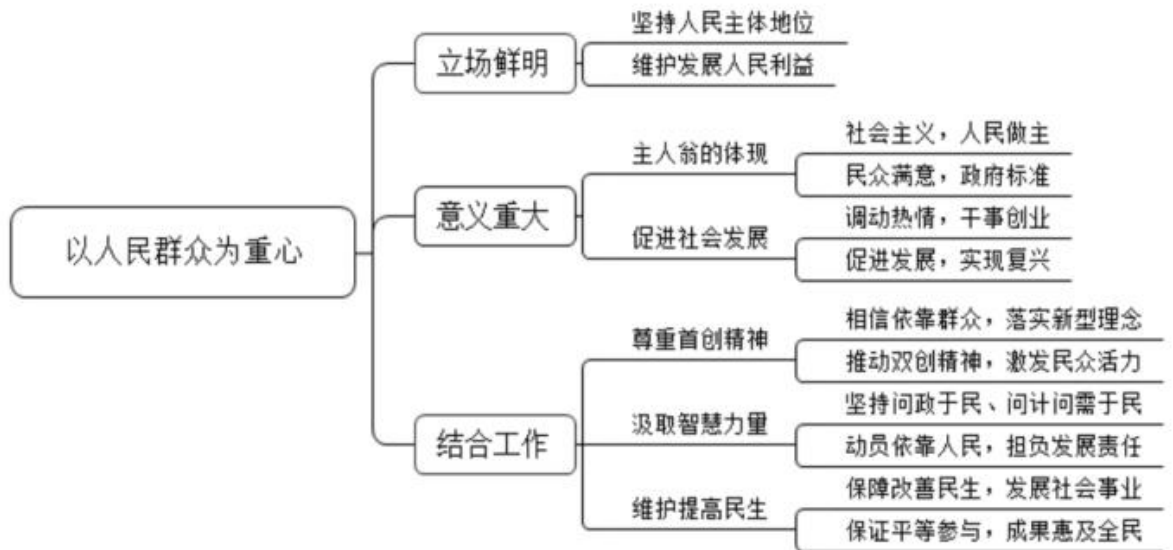 以人民群众为重心
立场鲜明
坚持人民主体地位
维护发展人民利益
意义重大
主人翁的体现
社会主义，人民做主
民众满意，政府标准
促进社会发展
调动热情，干事创业
促进发展，实现复兴
结合工作
尊重首创精神
相信依靠群众，落实新型理念
推动双创精神，激发民众活力
汲取智慧力量
坚持问政于民、问计问需于民
动员依靠人民，担负发展责任
维护提高民生
保障改善民生，发展社会事业
保证平等参与，成果惠及全民